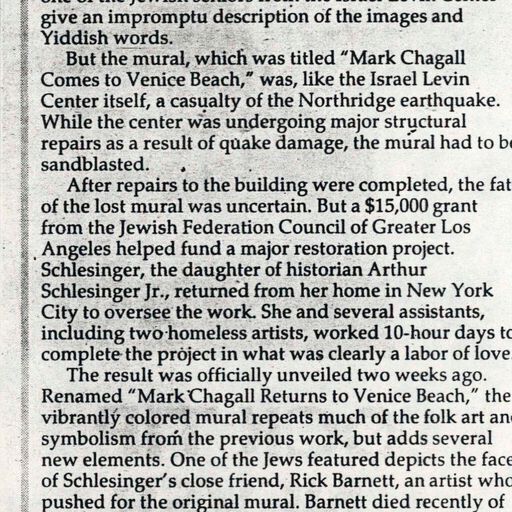 give an impromptu description of the images and
Yiddish words.
But the mural, which was titled "Mark Chagall
Comes to Venice Beach," was, like the Israel Levin
Center itself, a casualty of the Northridge earthquake.
While the center was undergoing major structural
repairs as a result of quake damage, the mural had to be
sandblasted.
After repairs to the building were completed, the fat
of the lost mural was uncertain. But a $15,000 grant
from the Jewish Federation Council of Greater Los
Angeles helped fund a major restoration project.
Schlesinger, the daughter of historian Arthur
Schlesinger Jr., returned from her home in New York
City to oversee the work. She and several assistants,
including two homeless artists, worked 10-hour days to
complete the project in what was clearly a labor of love.
The result was officially unveiled two weeks ago.
Renamed "Mark Chagall Returns to Venice Beach," the
vibrantly colored mural repeats much of the folk art an
symbolism from the previous work, but adds several
new elements. One of the Jews featured depicts the face
of Schlesinger's close friend, Rick Barnett, an artist who
pushed for the original mural. Barnett died recently of